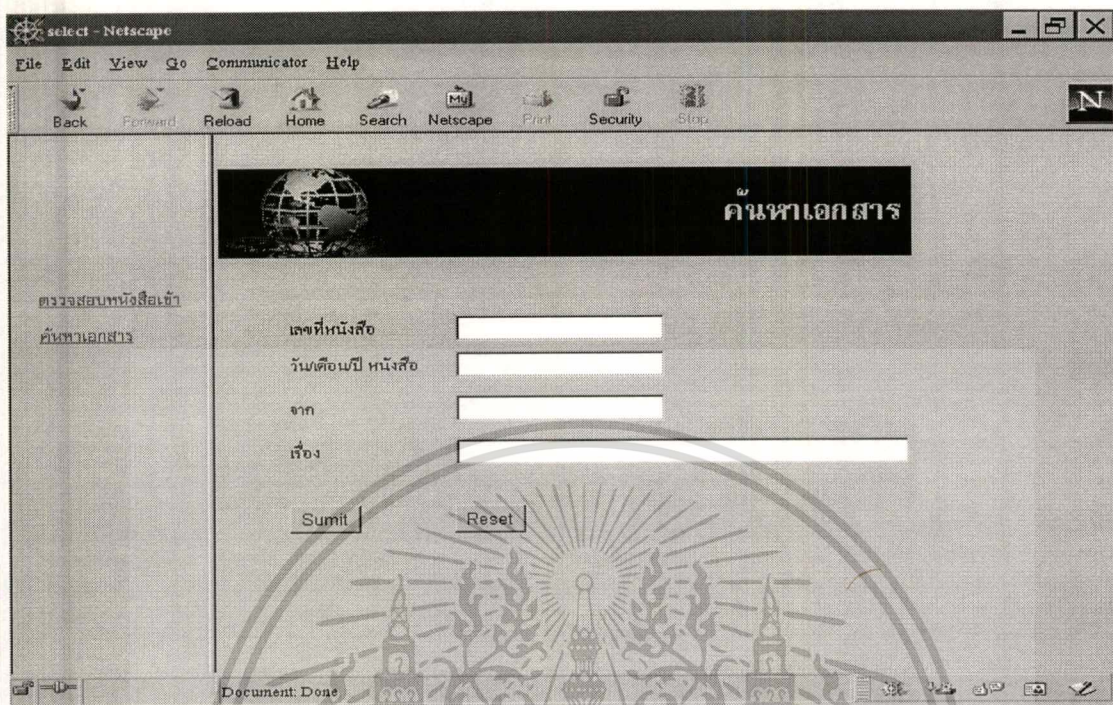 select - Netscape
File Edit View Go Communicator Help
Back Forward Reload Home Search Netscape Print Security Stop
My
N
ค้นหาเอกสาร
ตรวจสอบหนังสือเข้า
ค้นหาเอกสาร
เลขที่หนังสือ
วัน/เดือน/ปี หนังสือ
จาก
เรื่อง
Sumit Reset
Document: Done